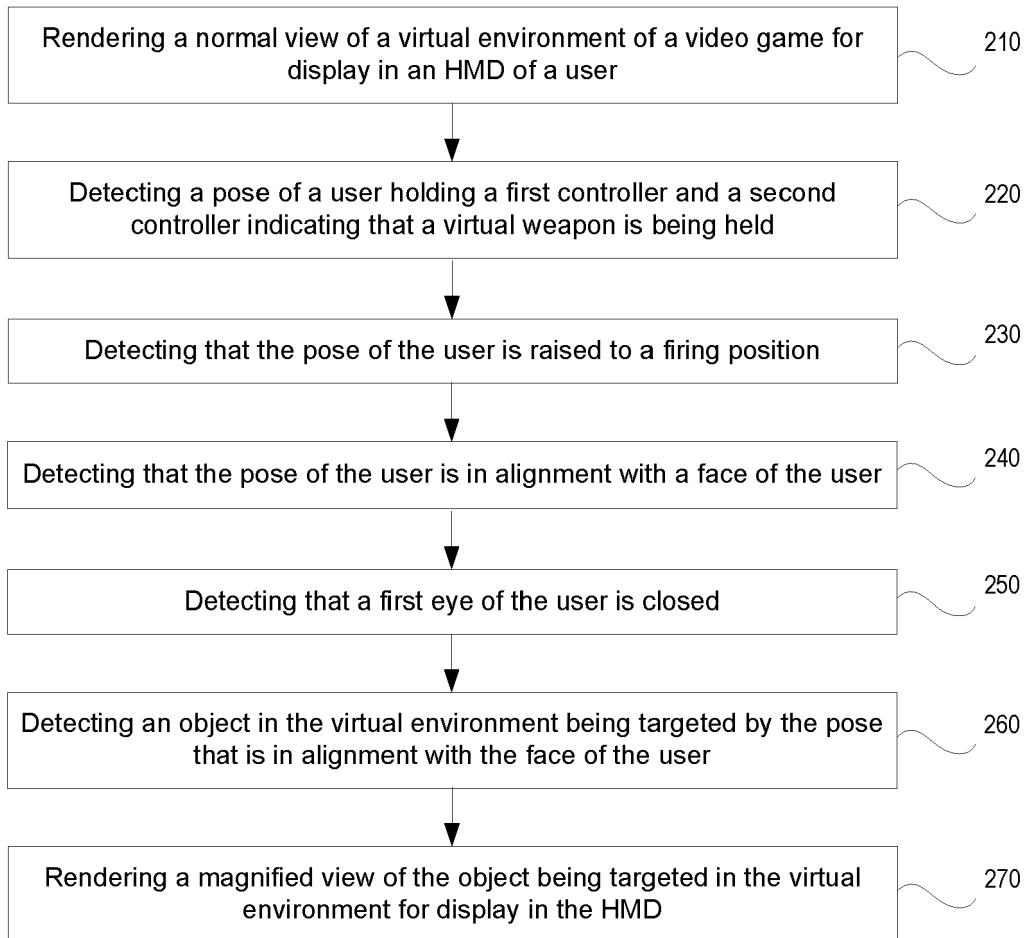 Rendering a normal view of a virtual environment of a video game for
display in an HMD of a user
210
Detecting a pose of a user holding a first controller and a second
controller indicating that a virtual weapon is being held
220
Detecting that the pose of the user is raised to a firing position
230
Detecting that the pose of the user is in alignment with a face of the user
240
Detecting that a first eye of the user is closed
250
Detecting an object in the virtual environment being targeted by the pose
that is in alignment with the face of the user
260
Rendering a magnified view of the object being targeted in the virtual
environment for display in the HMD
270